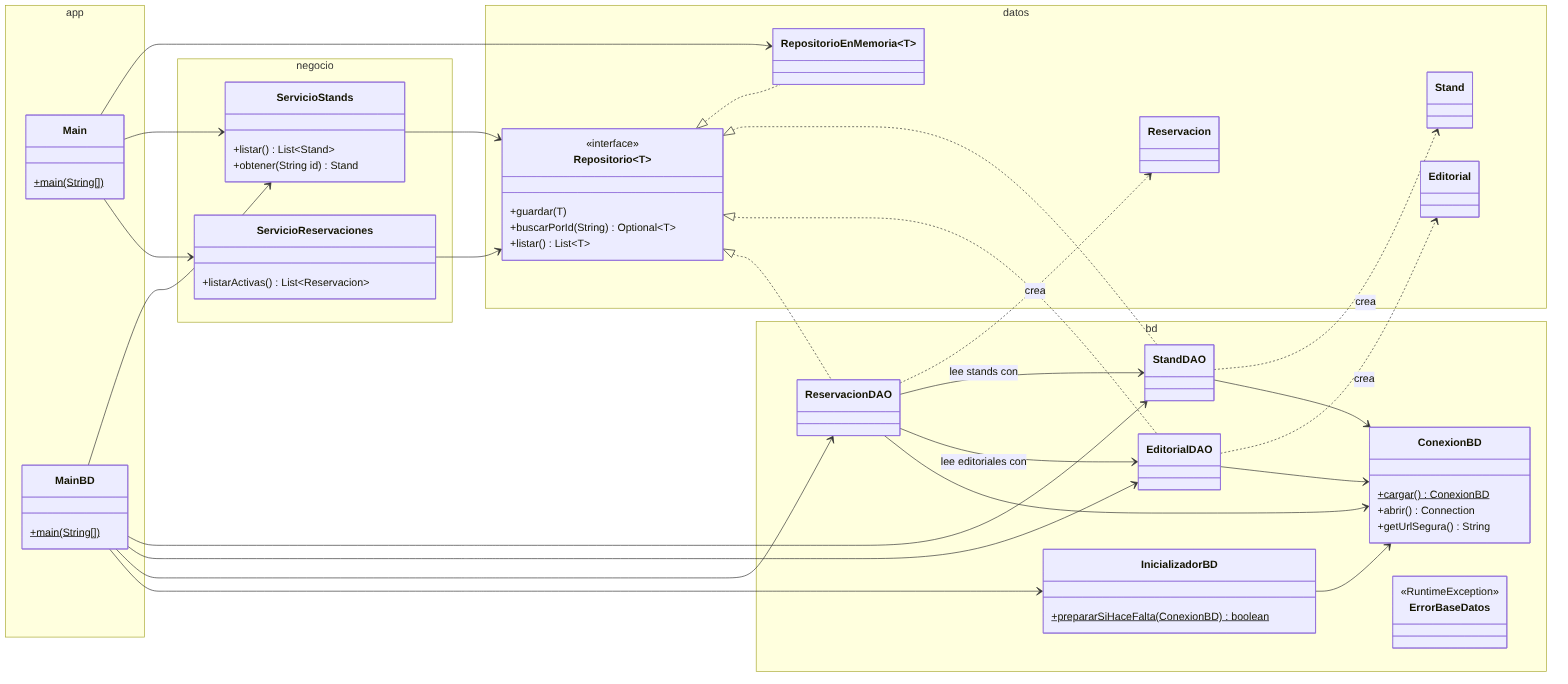 app
Main
+main(String[])
MainBD
+main(String[])
negocio
ServicioStands
+listar() : List<Stand>
+obtener(String id) : Stand
ServicioReservaciones
+listarActivas() : List<Reservacion>
datos
RepositorioEnMemoria<T>
«interface»
Repositorio<T>
+guardar(T)
+buscarPorId(String) : Optional<T>
+listar() : List<T>
Reservacion
Stand
Editorial
crea
crea
crea
bd
ReservacionDAO
lee stands con
lee editoriales con
StandDAO
EditorialDAO
ConexionBD
+cargar() : ConexionBD
+abrir() : Connection
+getUrlSegura() : String
InicializadorBD
+prepararSiHaceFalta(ConexionBD) : boolean
«RuntimeException»
ErrorBaseDatos